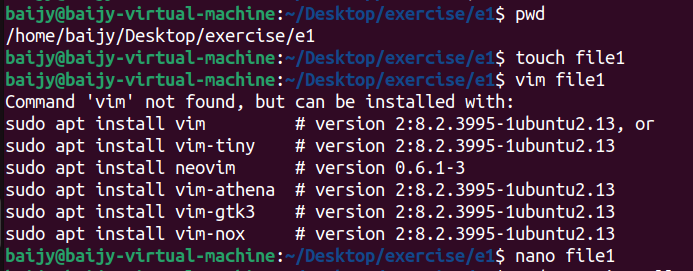 baijy@baijy-virtual-machine:~/Desktop/exercise/e1$ pwd
/home/baijy/Desktop/exercise/e1
baijy@baijy-virtual-machine:~/Desktop/exercise/e1$ touch file1
baijy@baijy-virtual-machine:~/Desktop/exercise/e1$ vim file1
Command 'vim' not found, but can be installed with:
sudo apt install vim         # version 2:8.2.3995-1ubuntu2.13, or
sudo apt install vim-tiny    # version 2:8.2.3995-1ubuntu2.13
sudo apt install neovim      # version 0.6.1-3
sudo apt install vim-athena  # version 2:8.2.3995-1ubuntu2.13
sudo apt install vim-gtk3    # version 2:8.2.3995-1ubuntu2.13
sudo apt install vim-nox     # version 2:8.2.3995-1ubuntu2.13
baijy@baijy-virtual-machine:~/Desktop/exercise/e1$ nano file1